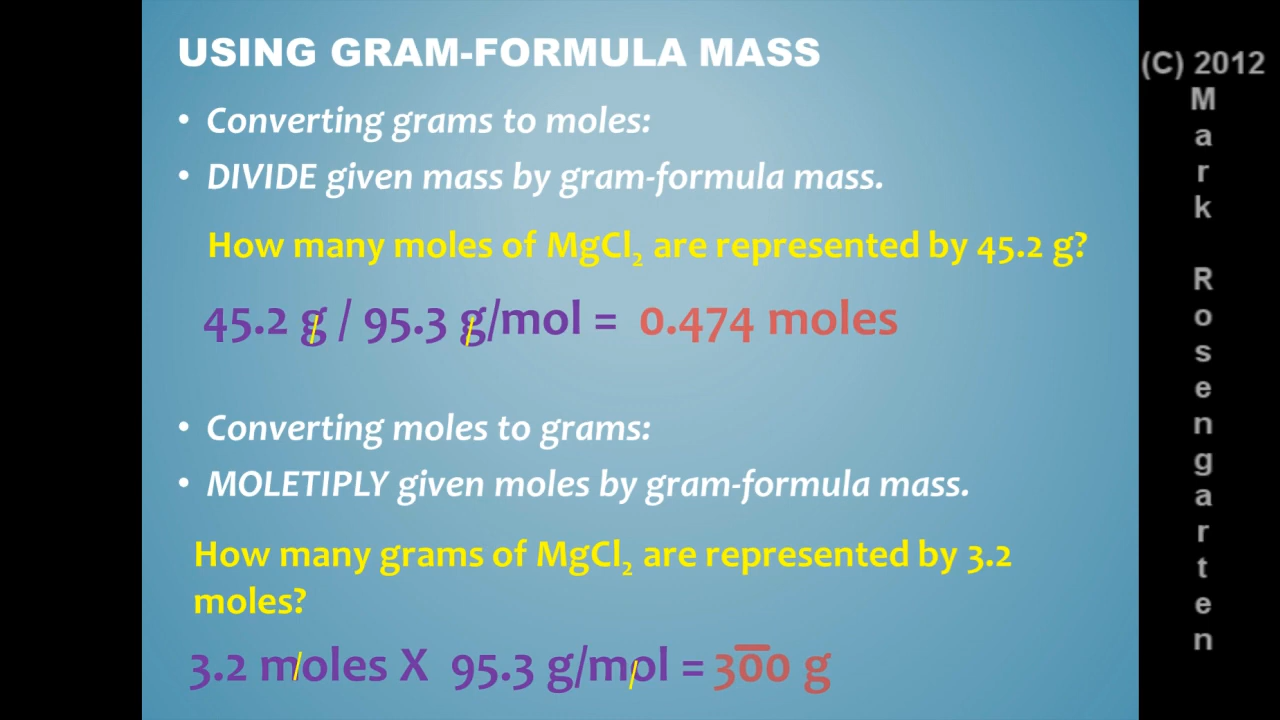 USING GRAM-FORMULA MASS
• Converting grams to moles:
• DIVIDE given mass by gram-formula mass.
How many moles of MgCl₂ are represented by 45.2 g?
45.2 g / 95.3 g/mol = 0.474 moles
• Converting moles to grams:
• MOLETIPLY given moles by gram-formula mass.
How many grams of MgCl₂ are represented by 3.2
moles?
3.2 moles X 95.3 g/mol = 30̅0 g
(C) 2012
M
a
r
k
R
o
s
e
n
g
a
r
t
e
n